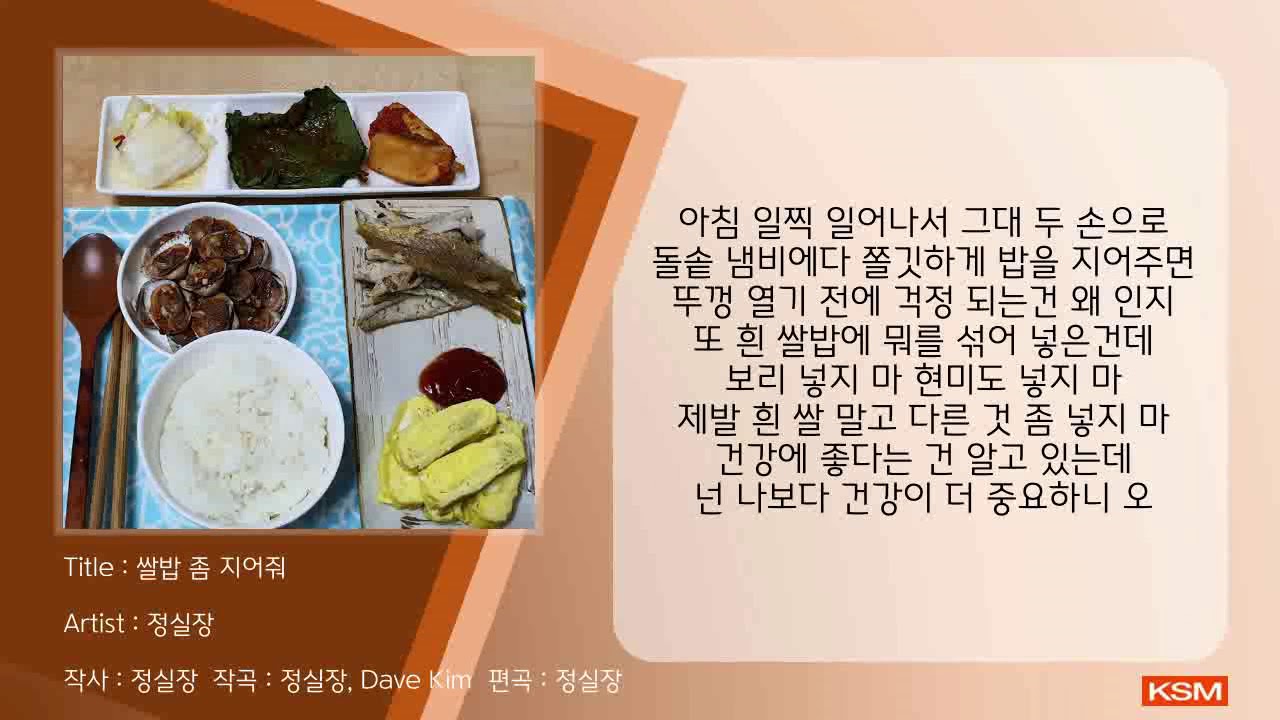 아침 일찍 일어나서 그대 두 손으로
돌솥 냄비에다 쫄깃하게 밥을 지어주면
뚜껑 열기 전에 걱정 되는건 왜 인지
또 흰 쌀밥에 뭐를 섞어 넣은건데
보리 넣지 마 현미도 넣지 마
제발 흰 쌀 말고 다른 것 좀 넣지 마
건강에 좋다는 건 알고 있는데
넌 나보다 건강이 더 중요하니 오
Title : 쌀밥 좀 지어줘
Artist : 정실장
작사 : 정실장 작곡 : 정실장, Dave Kim 편곡 : 정실장
KSM